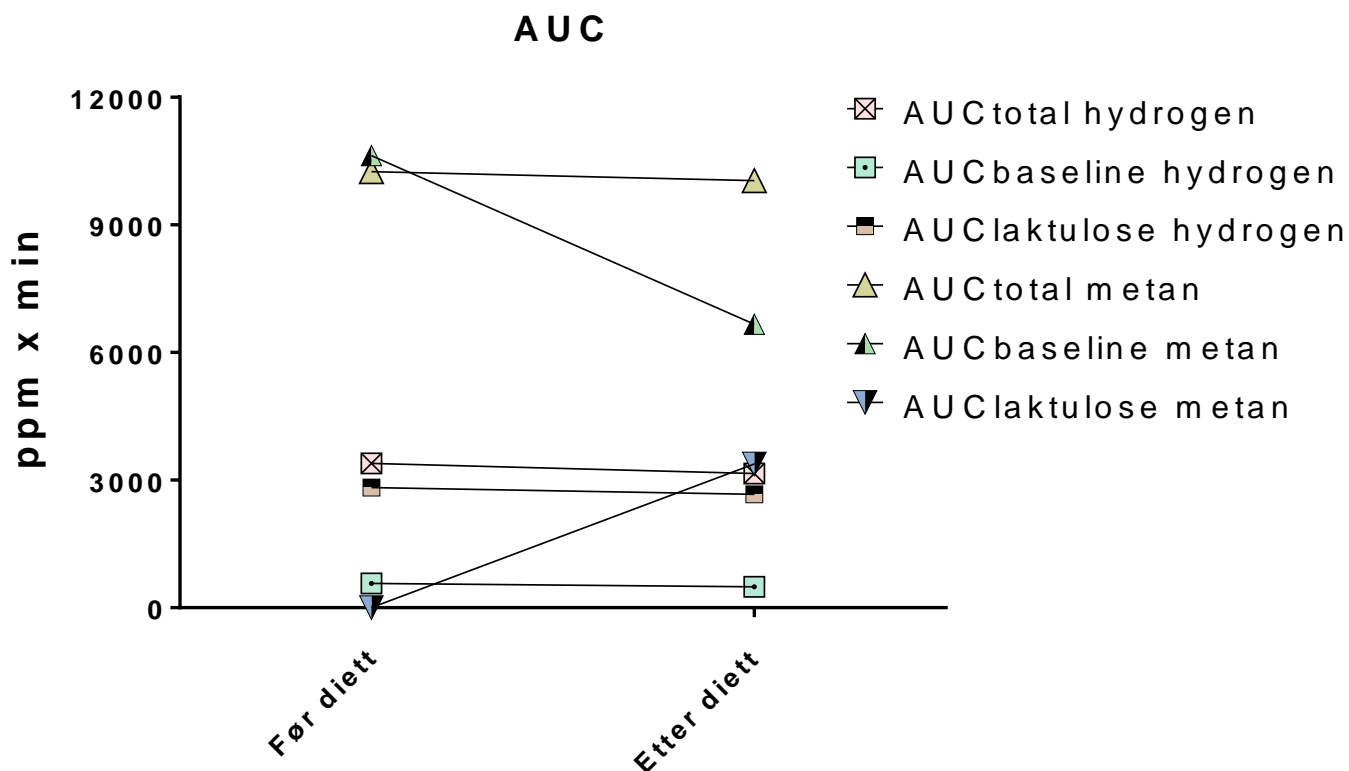 AUC
12000
9000
6000
3000
0
ppm x min
Før diett
Etter diett
AUCtotal hydrogen
AUCbaseline hydrogen
AUClaktulose hydrogen
AUCtotal metan
AUCbaseline metan
AUClaktulose metan